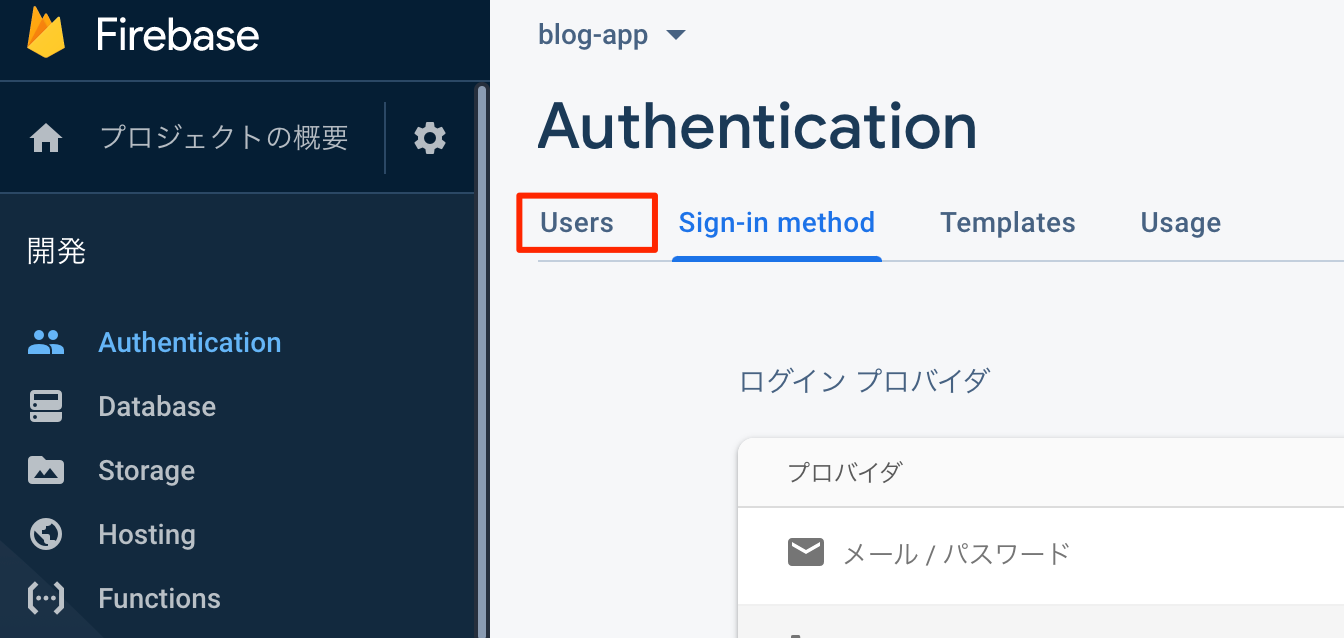 Firebase
プロジェクトの概要
開発
Authentication
Database
Storage
Hosting
Functions
blog-app
Authentication
Users
Sign-in method
Templates
Usage
ログイン プロバイダ
プロバイダ
メール / パスワード